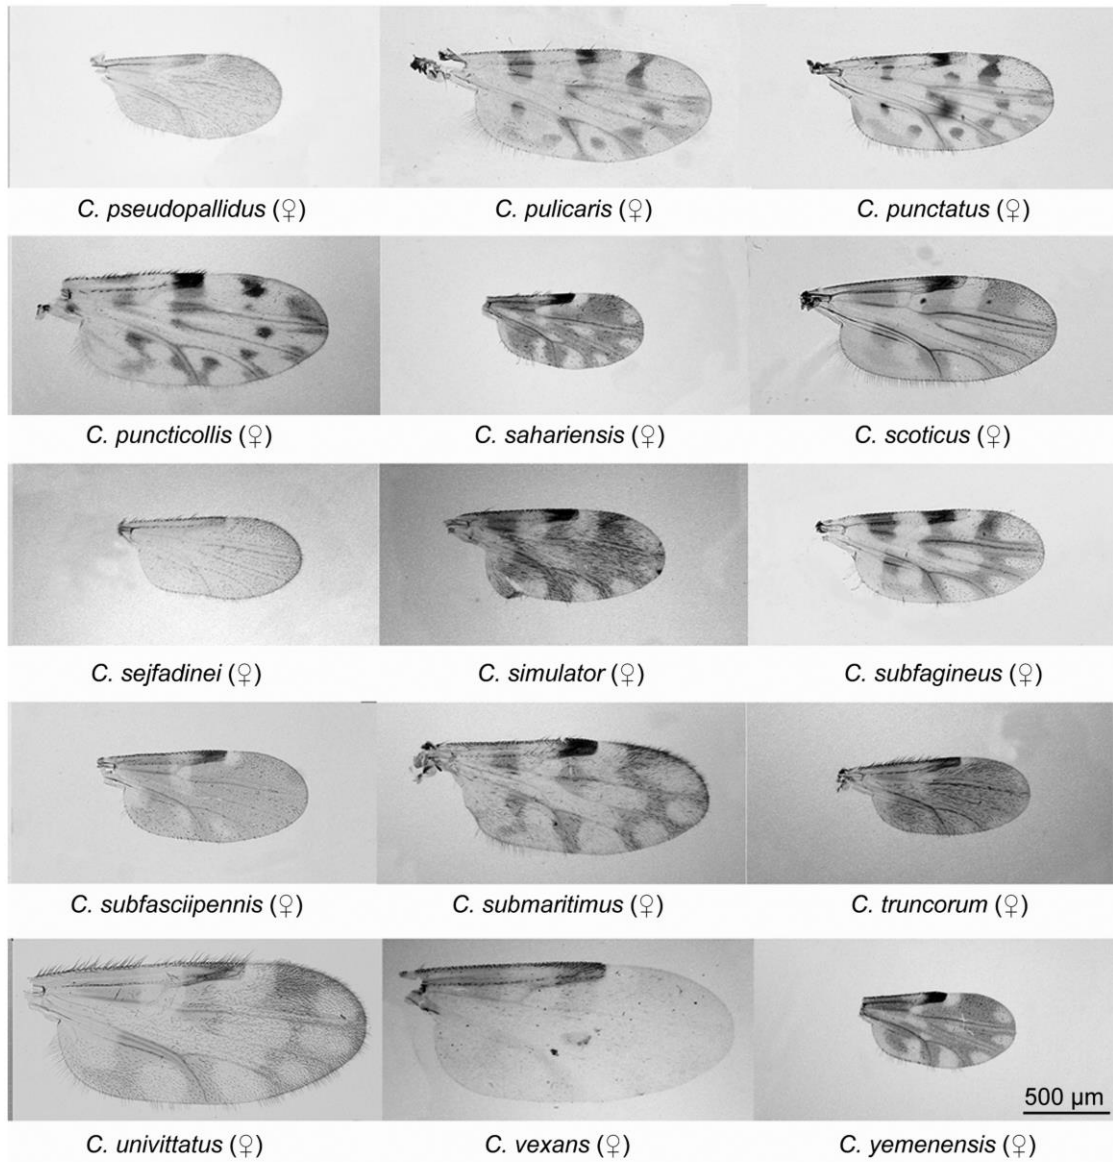 C. pseudopallidus (♀) C. pulicaris (♀) C. punctatus (♀)
C. puncticollis (♀) C. sahariensis (♀) C. scoticus (♀)
C. sejfadinei (♀) C. simulator (♀) C. subfagineus (♀)
C. subfasciipennis (♀) C. submaritimus (♀) C. truncorum (♀)
500 µm
C. univittatus (♀) C. vexans (♀) C. yemenensis (♀)